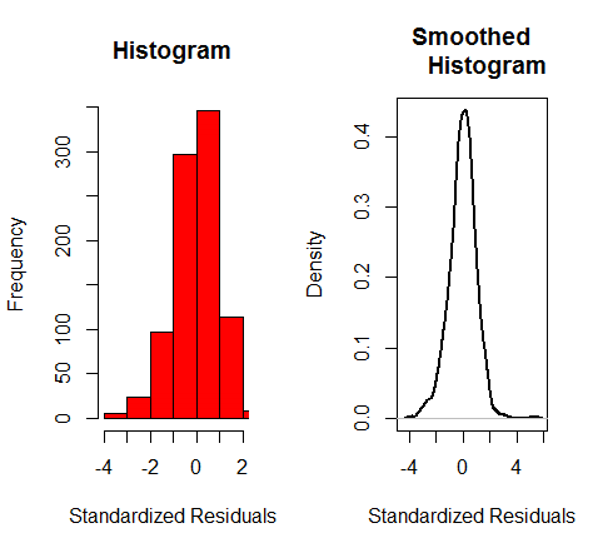 Histogram
Frequency
300
200
100
50
0
-4
-2
0
2
Standardized Residuals
Smoothed
Histogram
Density
0.4
0.3
0.2
0.1
0.0
-4
0
4
Standardized Residuals